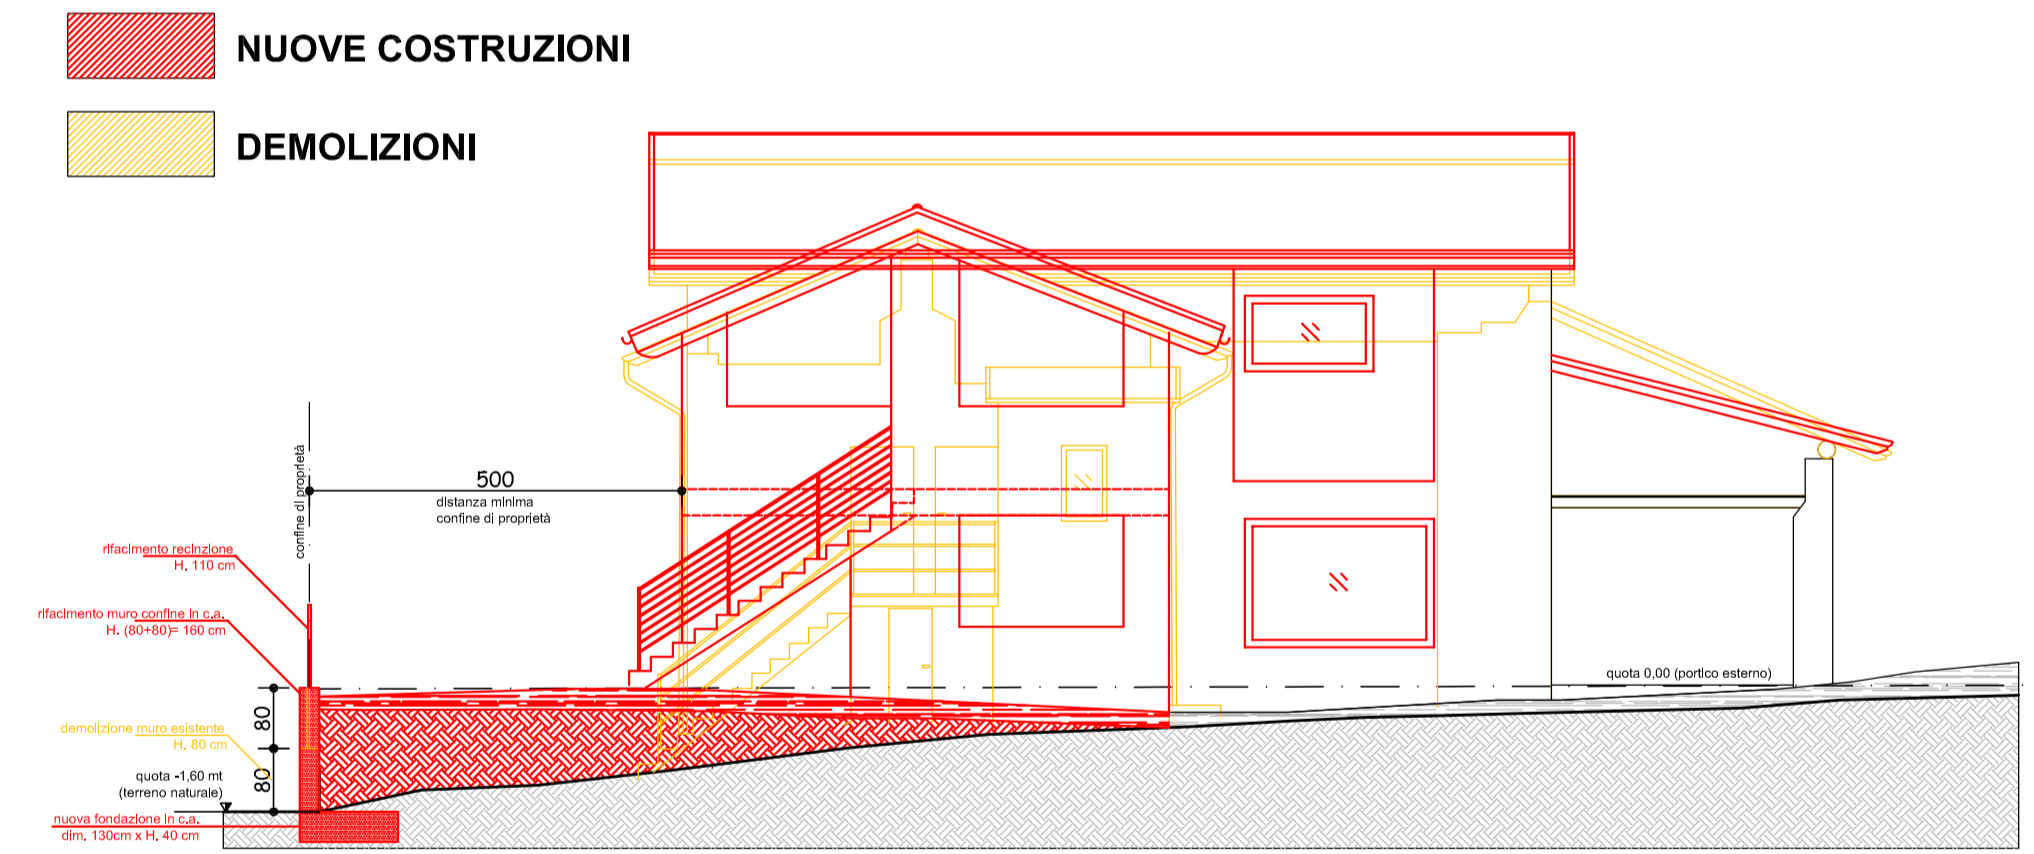 NUOVE COSTRUZIONI
DEMOLIZIONI
confine di proprietà
500
distanza minima
confine di proprietà
rifacimento recinzione
H. 110 cm
rifacimento muro confine in c.a.
H. (80+80)= 160 cm
quota 0,00 (portico esterno)
80
demolizione muro esistente
H. 80 cm
80
quota -1,60 mt
(terreno naturale)
nuova fondazione in c.a.
dim. 130cm x H. 40 cm